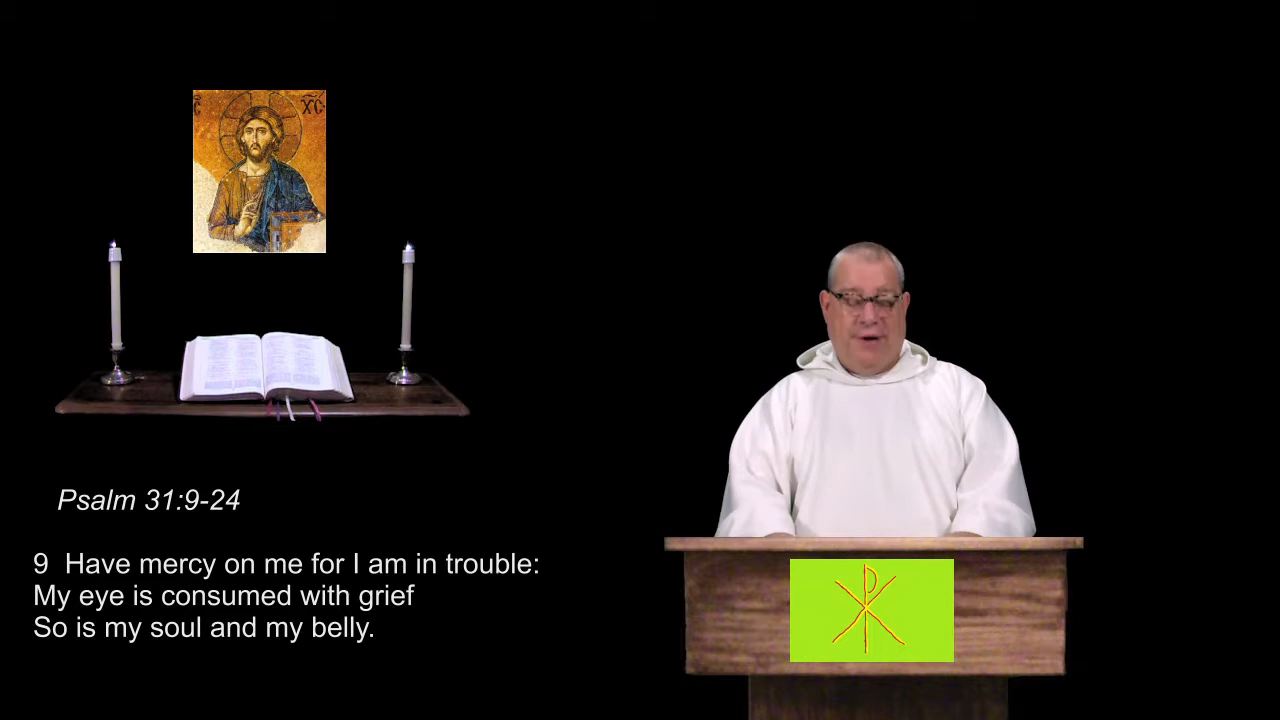 XC
Psalm 31:9-24
9 Have mercy on me for I am in trouble:
My eye is consumed with grief
So is my soul and my belly.